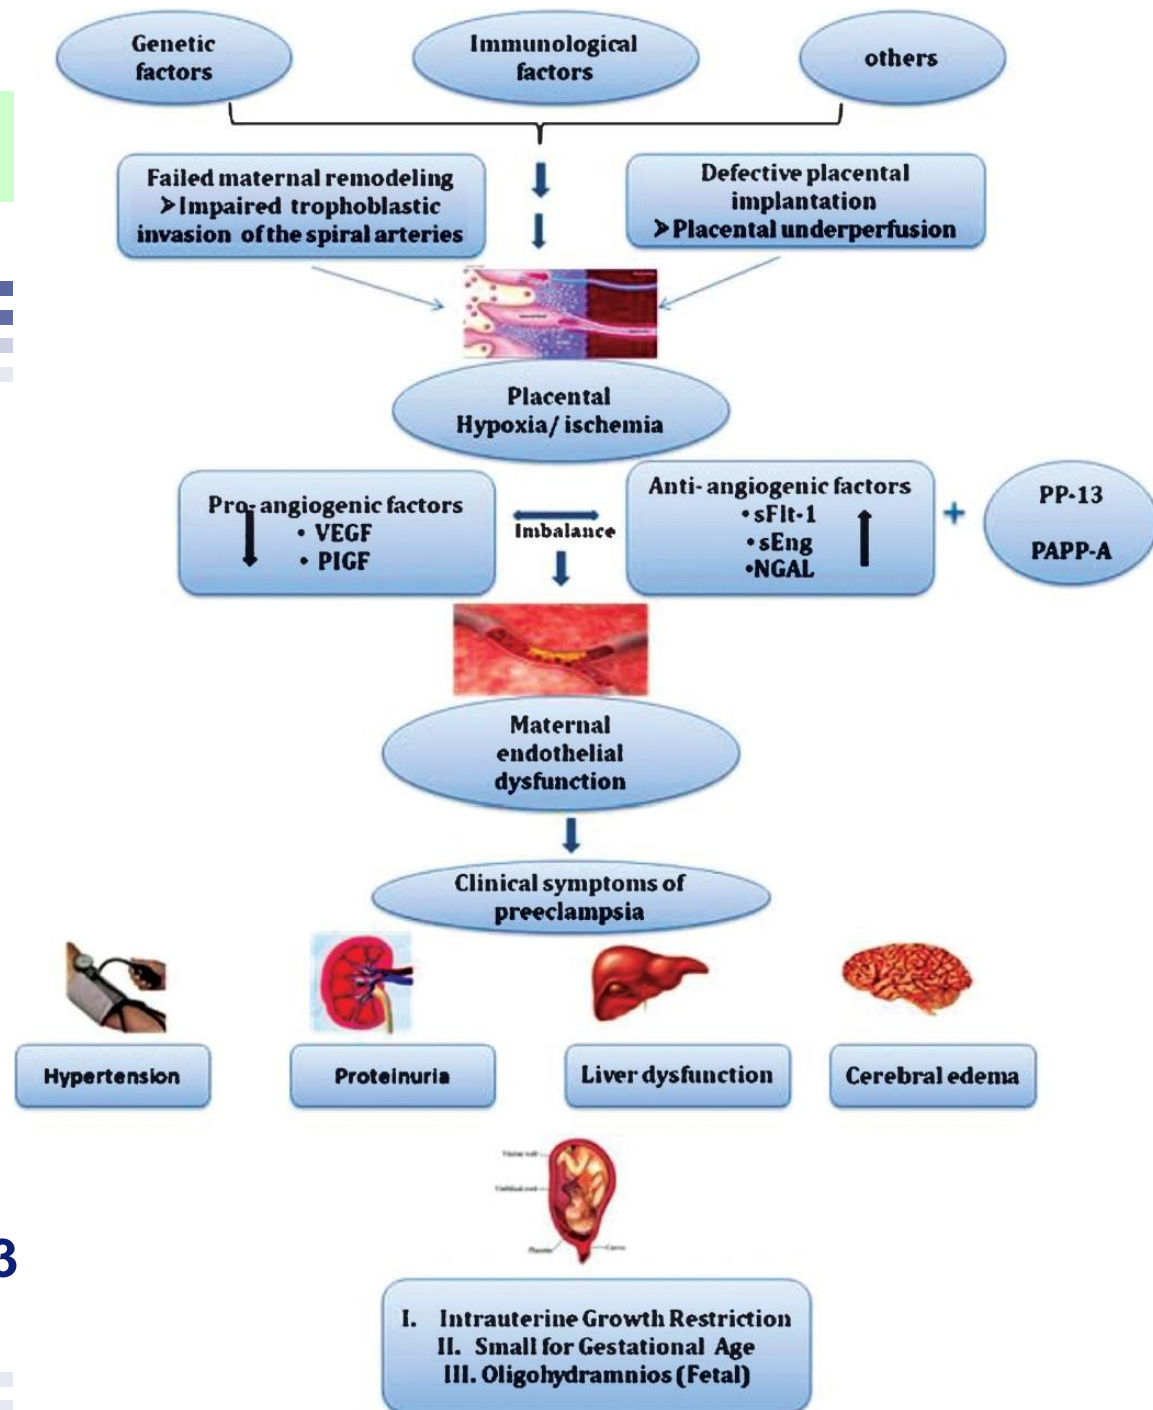 Genetic
factors
Immunological
factors
others
Failed maternal remodeling
➢Impaired trophoblastic
invasion of the spiral arteries
Defective placental
implantation
➢Placental underperfusion
Placental
Hypoxia/ ischemia
Pro-angiogenic factors
• VEGF
• PIGF
Imbalance
Anti-angiogenic factors
•sFlt-1
•sEng
•NGAL
+
PP-13
PAPP-A
Maternal
endothelial
dysfunction
Clinical symptoms of
preeclampsia
Hypertension
Proteinuria
Liver dysfunction
Cerebral edema
Placenta
3
I. Intrauterine Growth Restriction
II. Small for Gestational Age
III. Oligohydramnios (Fetal)